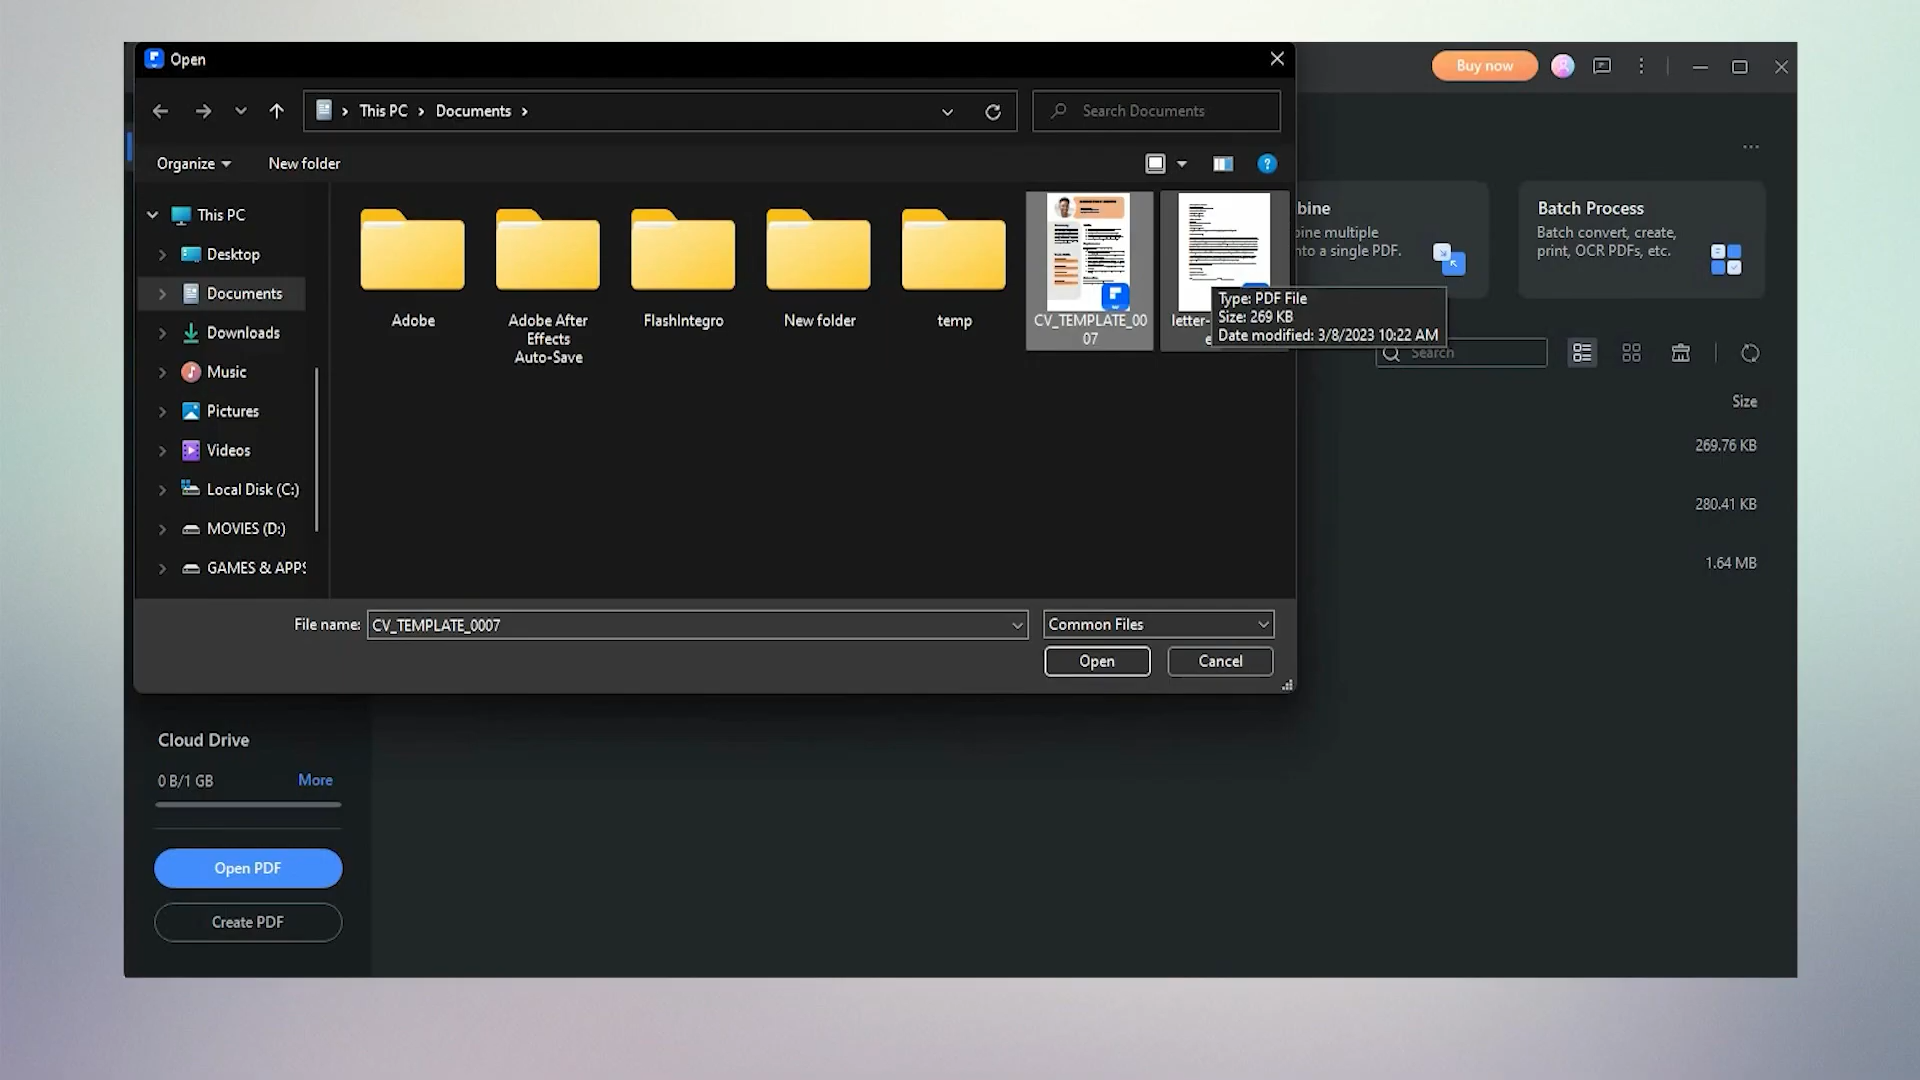 Open
Buy now
This PC
Documents
Search Documents
Organize
New folder
This PC
Desktop
Documents
Downloads
Music
Pictures
Videos
Local Disk (C:)
MOVIES (D:)
GAMES & APPS
Adobe
Adobe After
Effects
Auto-Save
FlashIntegro
New folder
temp
CV_TEMPLATE_00
07
letter-
Type: PDF File
Size: 269 KB
Date modified: 3/8/2023 10:22 AM
bine
bine multiple
nto a single PDF.
Batch Process
Batch convert, create,
print, OCR PDFs, etc.
Search
Size
269.76 KB
280.41 KB
1.64 MB
File name: CV_TEMPLATE_0007
Common Files
Open
Cancel
Cloud Drive
0 B/1 GB
More
Open PDF
Create PDF